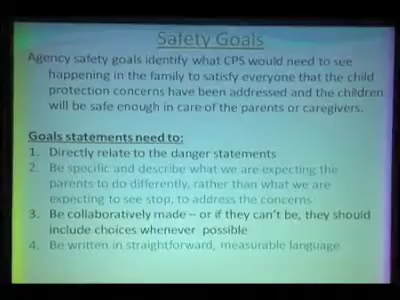 Safety Goals
Agency safety goals identify what CPS would need to see
happening in the family to satisfy everyone that the child
protection concerns have been addressed and the children
will be safe enough in care of the parents or caregivers.
Goals statements need to:
1. Directly relate to the danger statements
2. Be specific and describe what we are expecting the
parents to do differently, rather than what we are
expecting to see stop, to address the concerns
3. Be collaboratively made – or if they can't be, they should
include choices whenever possible
4. Be written in straightforward, measurable language